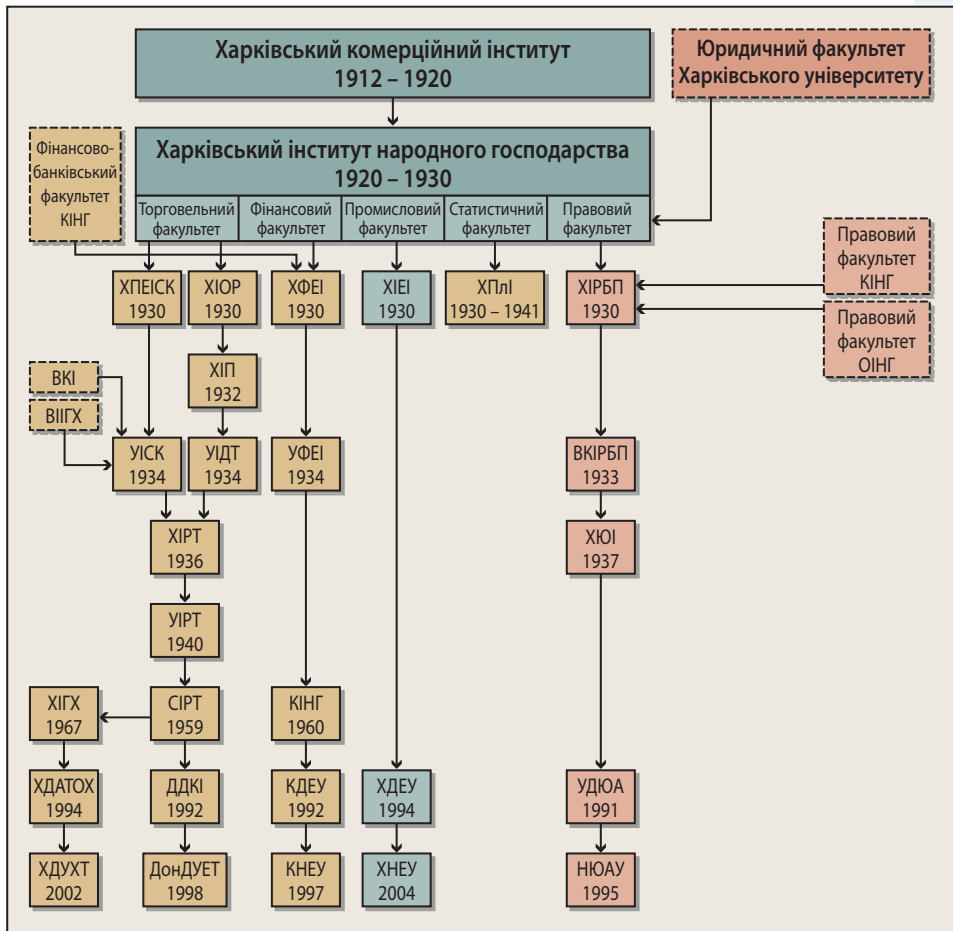 Харківський комерційний інститут
1912 – 1920
Юридичний факультет
Харківського університету
Фінансово-
банківський
факультет
КІНГ
Харківський інститут народного господарства
1920 – 1930
Торговельний
факультет
Фінансовий
факультет
Промисловий
факультет
Статистичний
факультет
Правовий
факультет
Правовий
факультет
КІНГ
Правовий
факультет
ОІНГ
ХПЕІСК
1930
ХІОР
1930
ХФЕІ
1930
ХІЕІ
1930
ХПлІ
1930 – 1941
ХІРБП
1930
ХІП
1932
ВКІ
ВІІГХ
УІСК
1934
УІДТ
1934
УФЕІ
1934
ВКІРБП
1933
ХІРТ
1936
ХЮІ
1937
УІРТ
1940
ХІГХ
1967
СІРТ
1959
КІНГ
1960
ХДАТОХ
1994
ДДКІ
1992
КДЕУ
1992
ХДЕУ
1994
УДЮА
1991
ХДУХТ
2002
ДонДУЕТ
1998
КНЕУ
1997
ХНЕУ
2004
НЮАУ
1995